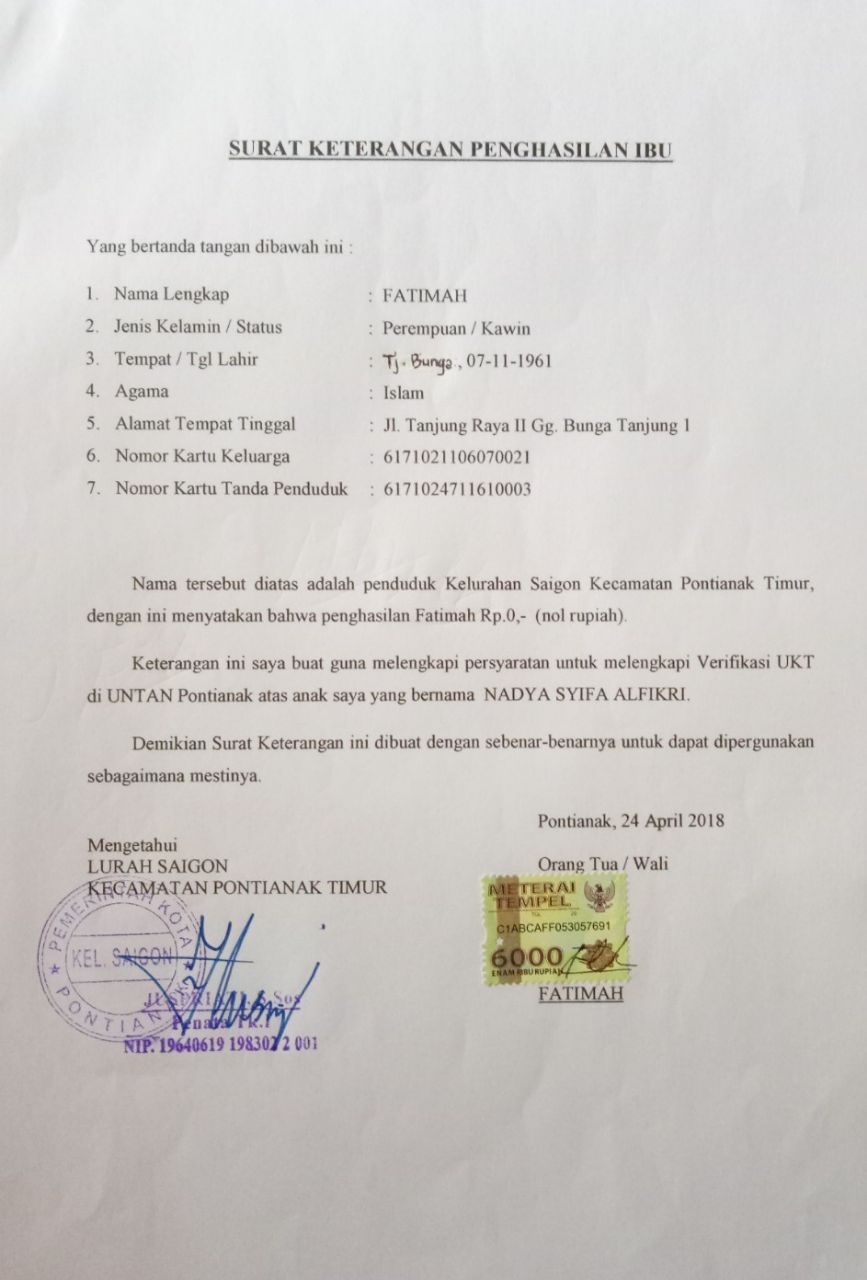 SURAT KETERANGAN PENGHASILAN IBU
Yang bertanda tangan dibawah ini :
1. Nama Lengkap : FATIMAH
2. Jenis Kelamin / Status : Perempuan / Kawin
3. Tempat / Tgl Lahir : Tj. Bunga, 07-11-1961
4. Agama : Islam
5. Alamat Tempat Tinggal : Jl. Tanjung Raya II Gg. Bunga Tanjung 1
6. Nomor Kartu Keluarga : 6171021106070021
7. Nomor Kartu Tanda Penduduk : 6171024711610003
Nama tersebut diatas adalah penduduk Kelurahan Saigon Kecamatan Pontianak Timur,
dengan ini menyatakan bahwa penghasilan Fatimah Rp.0,- (nol rupiah).
Keterangan ini saya buat guna melengkapi persyaratan untuk melengkapi Verifikasi UKT
di UNTAN Pontianak atas anak saya yang bernama NADYA SYIFA ALFIKRI.
Demikian Surat Keterangan ini dibuat dengan sebenar-benarnya untuk dapat dipergunakan
sebagaimana mestinya.
Pontianak, 24 April 2018
Mengetahui
LURAH SAIGON
KECAMATAN PONTIANAK TIMUR
Orang Tua / Wali
METERAI
TEMPEL
TGL. 20
C1ABCAFF053057691
6000
ENAM RIBU RUPIAH
FATIMAH
PEMERINTAH KOTA
KEL. SAIGON
PONTIANAK
S.Sos
Penata Tk.I
NIP. 19640619 198302 2 001